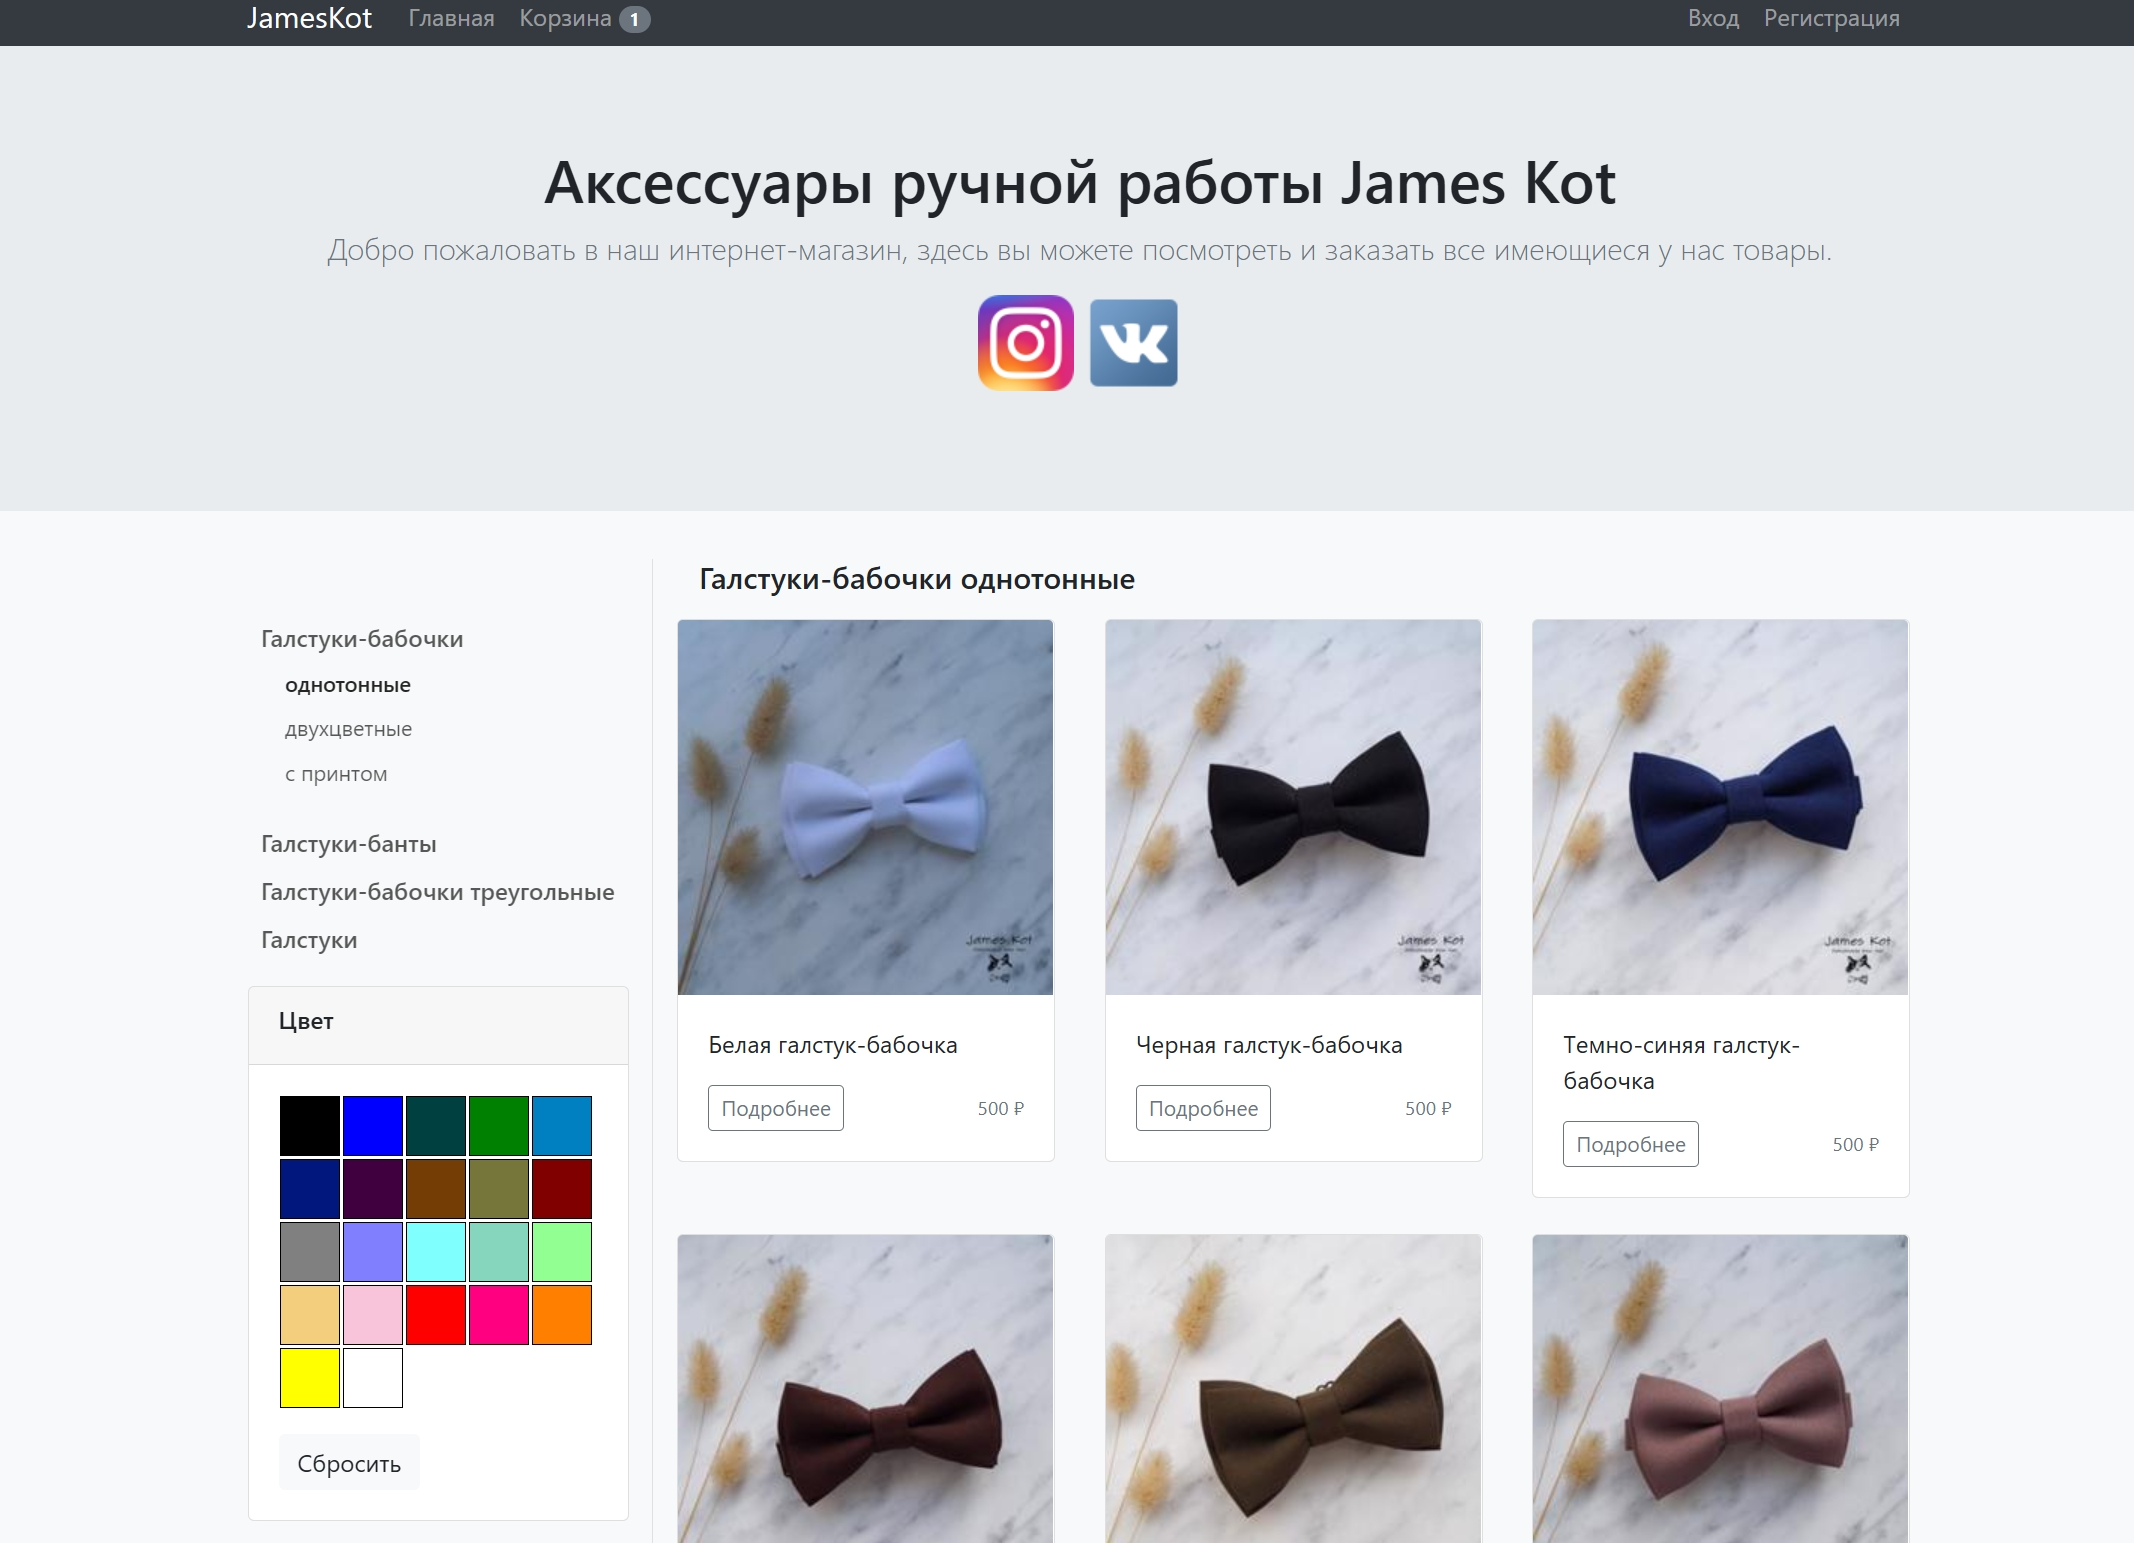 JamesKot
Главная
Корзина 1
Вход
Регистрация
Аксессуары ручной работы James Kot
Добро пожаловать в наш интернет-магазин, здесь вы можете посмотреть и заказать все имеющиеся у нас товары.
Галстуки-бабочки
однотонные
двухцветные
с принтом
Галстуки-банты
Галстуки-бабочки треугольные
Галстуки
Цвет
Сбросить
Галстуки-бабочки однотонные
James Kot
Белая галстук-бабочка
Подробнее
500 ₽
James Kot
Черная галстук-бабочка
Подробнее
500 ₽
James Kot
Темно-синяя галстук-
бабочка
Подробнее
500 ₽